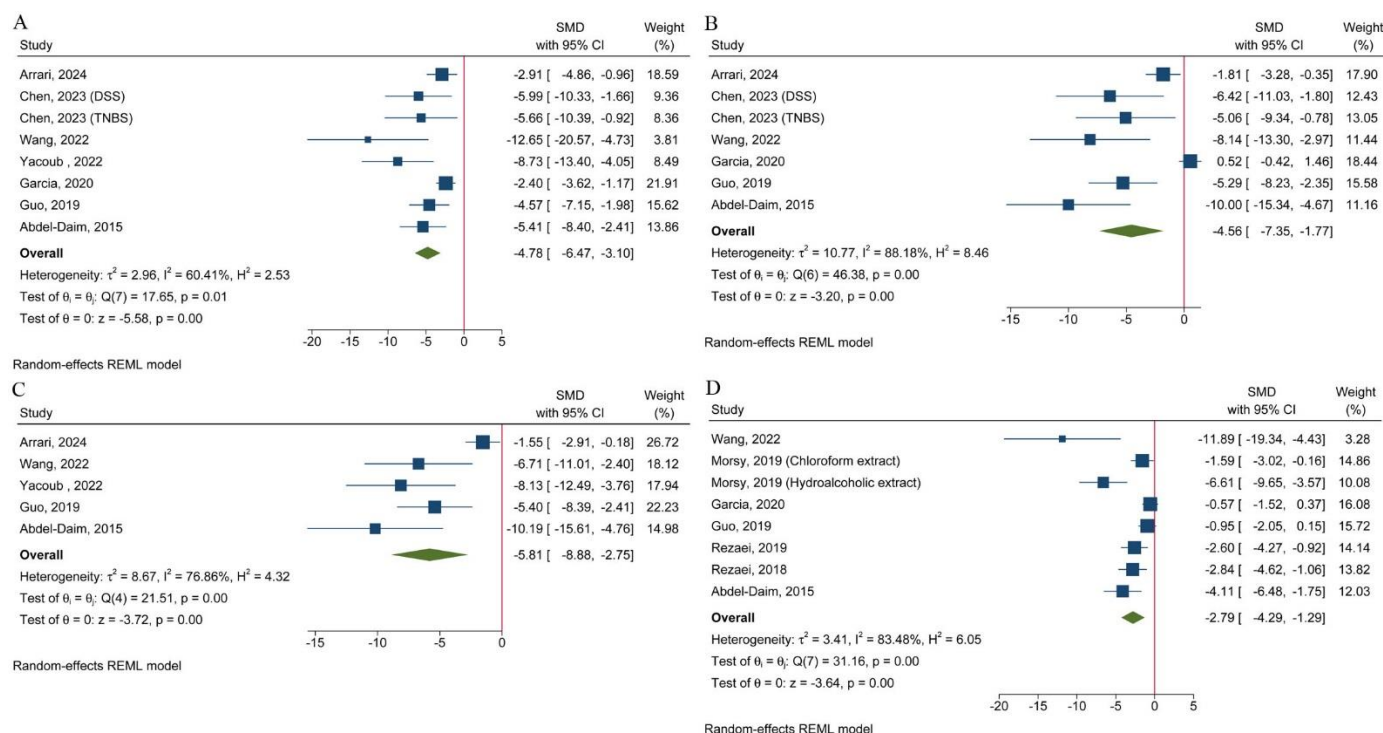 A
SMD Weight
Study with 95% CI (%)
Arrari, 2024 -2.91 [ -4.86, -0.96] 18.59
Chen, 2023 (DSS) -5.99 [ -10.33, -1.66] 9.36
Chen, 2023 (TNBS) -5.66 [ -10.39, -0.92] 8.36
Wang, 2022 -12.65 [ -20.57, -4.73] 3.81
Yacoub , 2022 -8.73 [ -13.40, -4.05] 8.49
Garcia, 2020 -2.40 [ -3.62, -1.17] 21.91
Guo, 2019 -4.57 [ -7.15, -1.98] 15.62
Abdel-Daim, 2015 -5.41 [ -8.40, -2.41] 13.86
Overall -4.78 [ -6.47, -3.10]
Heterogeneity: τ² = 2.96, I² = 60.41%, H² = 2.53
Test of θᵢ = θⱼ: Q(7) = 17.65, p = 0.01
Test of θ = 0: z = -5.58, p = 0.00
-20 -15 -10 -5 0 5
Random-effects REML model
B
SMD Weight
Study with 95% CI (%)
Arrari, 2024 -1.81 [ -3.28, -0.35] 17.90
Chen, 2023 (DSS) -6.42 [ -11.03, -1.80] 12.43
Chen, 2023 (TNBS) -5.06 [ -9.34, -0.78] 13.05
Wang, 2022 -8.14 [ -13.30, -2.97] 11.44
Garcia, 2020 0.52 [ -0.42, 1.46] 18.44
Guo, 2019 -5.29 [ -8.23, -2.35] 15.58
Abdel-Daim, 2015 -10.00 [ -15.34, -4.67] 11.16
Overall -4.56 [ -7.35, -1.77]
Heterogeneity: τ² = 10.77, I² = 88.18%, H² = 8.46
Test of θᵢ = θⱼ: Q(6) = 46.38, p = 0.00
Test of θ = 0: z = -3.20, p = 0.00
-15 -10 -5 0
Random-effects REML model
C
SMD Weight
Study with 95% CI (%)
Arrari, 2024 -1.55 [ -2.91, -0.18] 26.72
Wang, 2022 -6.71 [ -11.01, -2.40] 18.12
Yacoub , 2022 -8.13 [ -12.49, -3.76] 17.94
Guo, 2019 -5.40 [ -8.39, -2.41] 22.23
Abdel-Daim, 2015 -10.19 [ -15.61, -4.76] 14.98
Overall -5.81 [ -8.88, -2.75]
Heterogeneity: τ² = 8.67, I² = 76.86%, H² = 4.32
Test of θᵢ = θⱼ: Q(4) = 21.51, p = 0.00
Test of θ = 0: z = -3.72, p = 0.00
-15 -10 -5 0
Random-effects REML model
D
SMD Weight
Study with 95% CI (%)
Wang, 2022 -11.89 [ -19.34, -4.43] 3.28
Morsy, 2019 (Chloroform extract) -1.59 [ -3.02, -0.16] 14.86
Morsy, 2019 (Hydroalcoholic extract) -6.61 [ -9.65, -3.57] 10.08
Garcia, 2020 -0.57 [ -1.52, 0.37] 16.08
Guo, 2019 -0.95 [ -2.05, 0.15] 15.72
Rezaei, 2019 -2.60 [ -4.27, -0.92] 14.14
Rezaei, 2018 -2.84 [ -4.62, -1.06] 13.82
Abdel-Daim, 2015 -4.11 [ -6.48, -1.75] 12.03
Overall -2.79 [ -4.29, -1.29]
Heterogeneity: τ² = 3.41, I² = 83.48%, H² = 6.05
Test of θᵢ = θⱼ: Q(7) = 31.16, p = 0.00
Test of θ = 0: z = -3.64, p = 0.00
-20 -15 -10 -5 0 5
Random-effects REML model